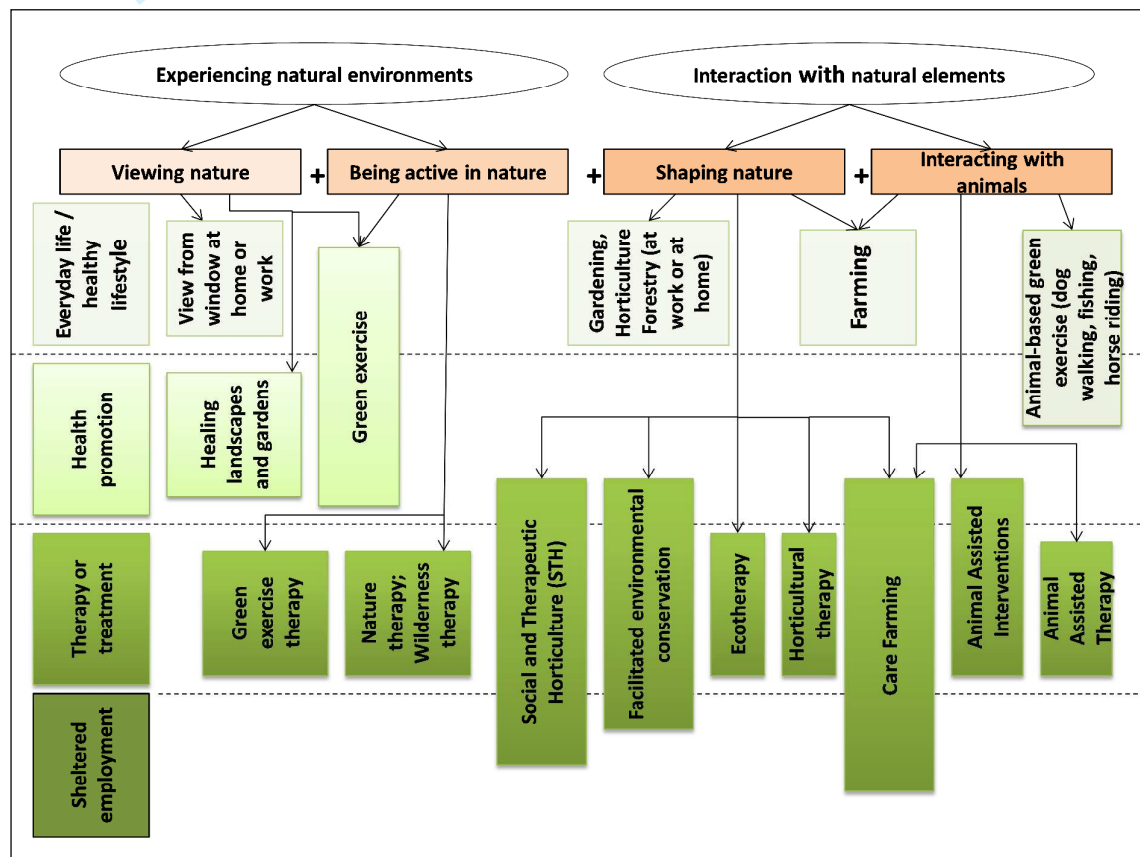 Experiencing natural environments
Interaction with natural elements
Viewing nature
+
Being active in nature
+
Shaping nature
+
Interacting with
animals
Everyday life /
healthy
lifestyle
View from
window at
home or
work
Green exercise
Gardening,
Horticulture
Forestry (at
work or at
home)
Farming
Animal-based green
exercise (dog
walking, fishing,
horse riding)
Health
promotion
Healing
landscapes
and gardens
Therapy or
treatment
Green
exercise
therapy
Nature
therapy;
Wilderness
therapy
Social and Therapeutic
Horticulture (STH)
Facilitated environmental
conservation
Ecotherapy
Horticultural
therapy
Care Farming
Animal Assisted
Interventions
Animal
Assisted
Therapy
Sheltered
employment